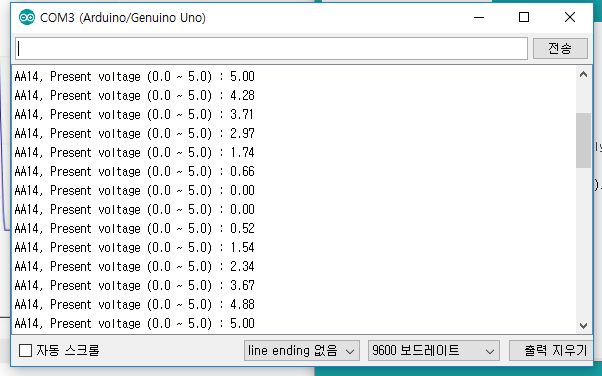 COM3 (Arduino/Genuino Uno)
전송
AA14, Present voltage (0.0 ~ 5.0) : 5.00
AA14, Present voltage (0.0 ~ 5.0) : 4.28
AA14, Present voltage (0.0 ~ 5.0) : 3.71
AA14, Present voltage (0.0 ~ 5.0) : 2.97
AA14, Present voltage (0.0 ~ 5.0) : 1.74
AA14, Present voltage (0.0 ~ 5.0) : 0.66
AA14, Present voltage (0.0 ~ 5.0) : 0.00
AA14, Present voltage (0.0 ~ 5.0) : 0.00
AA14, Present voltage (0.0 ~ 5.0) : 0.52
AA14, Present voltage (0.0 ~ 5.0) : 1.54
AA14, Present voltage (0.0 ~ 5.0) : 2.34
AA14, Present voltage (0.0 ~ 5.0) : 3.67
AA14, Present voltage (0.0 ~ 5.0) : 4.88
AA14, Present voltage (0.0 ~ 5.0) : 5.00
자동 스크롤 line ending 없음 9600 보드레이트 출력 지우기